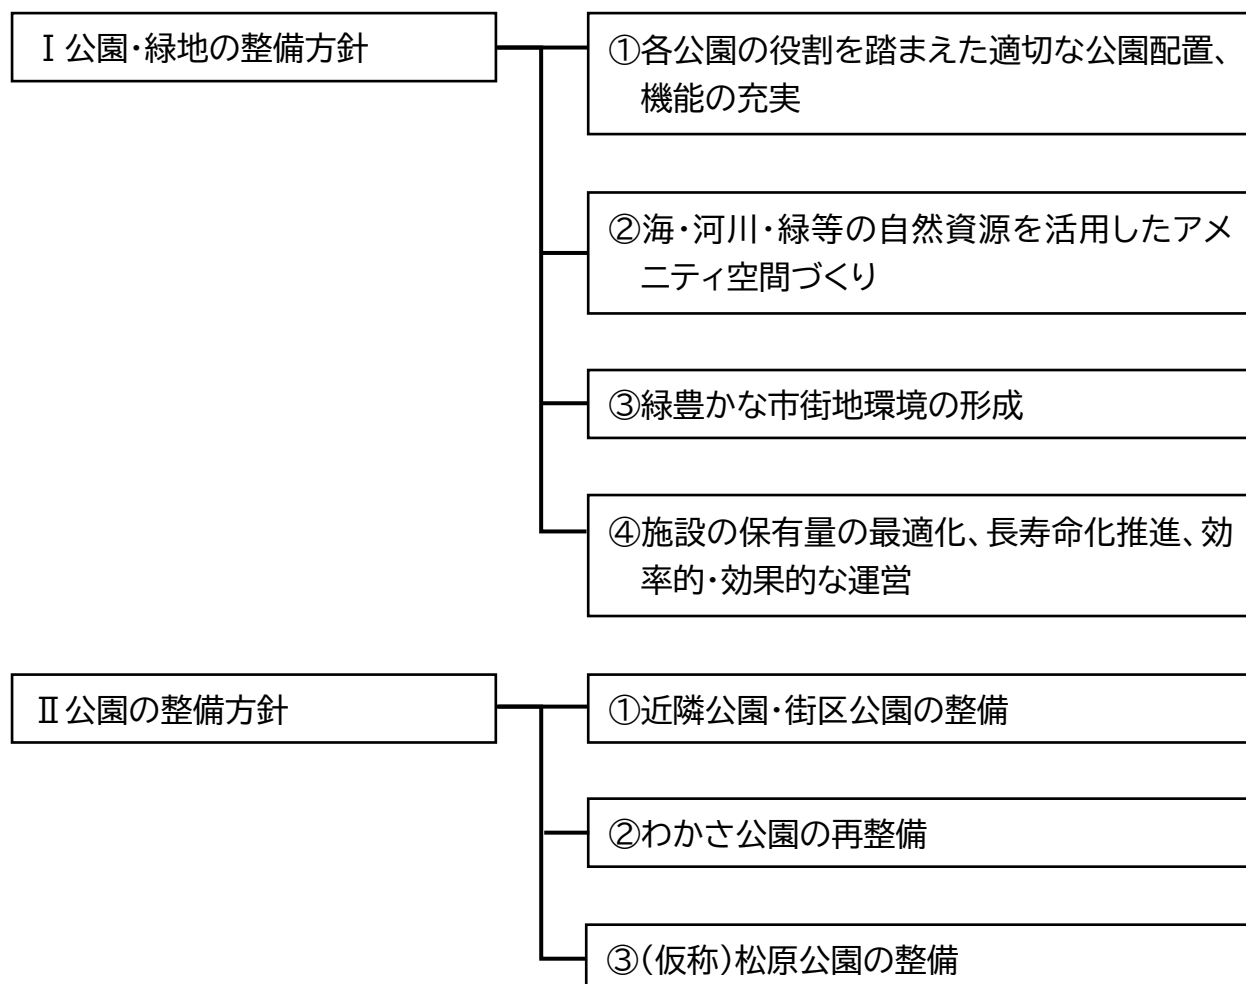 Ⅰ公園・緑地の整備方針
①各公園の役割を踏まえた適切な公園配置、
機能の充実
②海・河川・緑等の自然資源を活用したアメ
ニティ空間づくり
③緑豊かな市街地環境の形成
④施設の保有量の最適化、長寿命化推進、効
率的・効果的な運営
Ⅱ公園の整備方針
①近隣公園・街区公園の整備
②わかさ公園の再整備
③(仮称)松原公園の整備